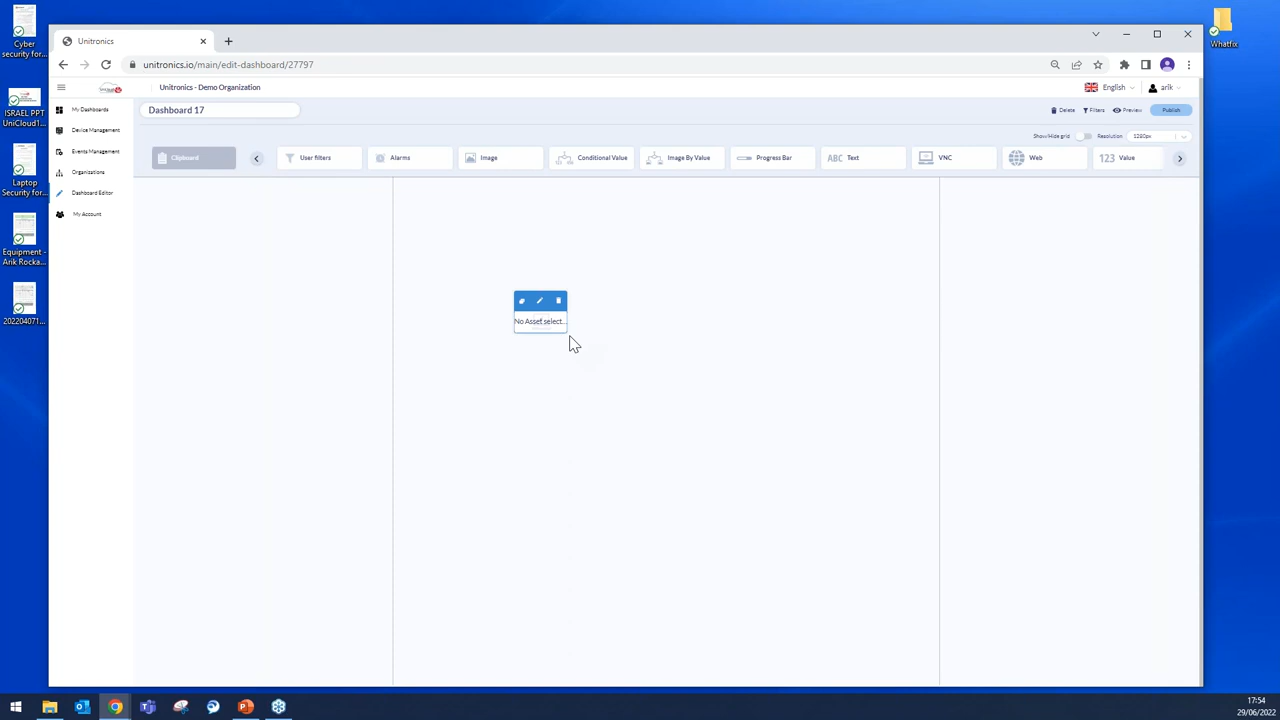 Cyber
security for...
ISRAEL PPT
UniCloud1...
Laptop
Security for...
Equipment -
Arik Rocka...
202204071...
Whatfix
Unitronics
unitronics.io/main/edit-dashboard/27797
Unitronics - Demo Organization
English
arik
My Dashboards
Device Management
Events Management
Organizations
Dashboard Editor
My Account
Dashboard 17
Delete
Filters
Preview
Publish
Show/Hide grid
Resolution
1280px
Clipboard
User filters
Alarms
Image
Conditional Value
Image By Value
Progress Bar
ABC Text
VNC
Web
123 Value
No Asset select...
17:54
29/06/2022